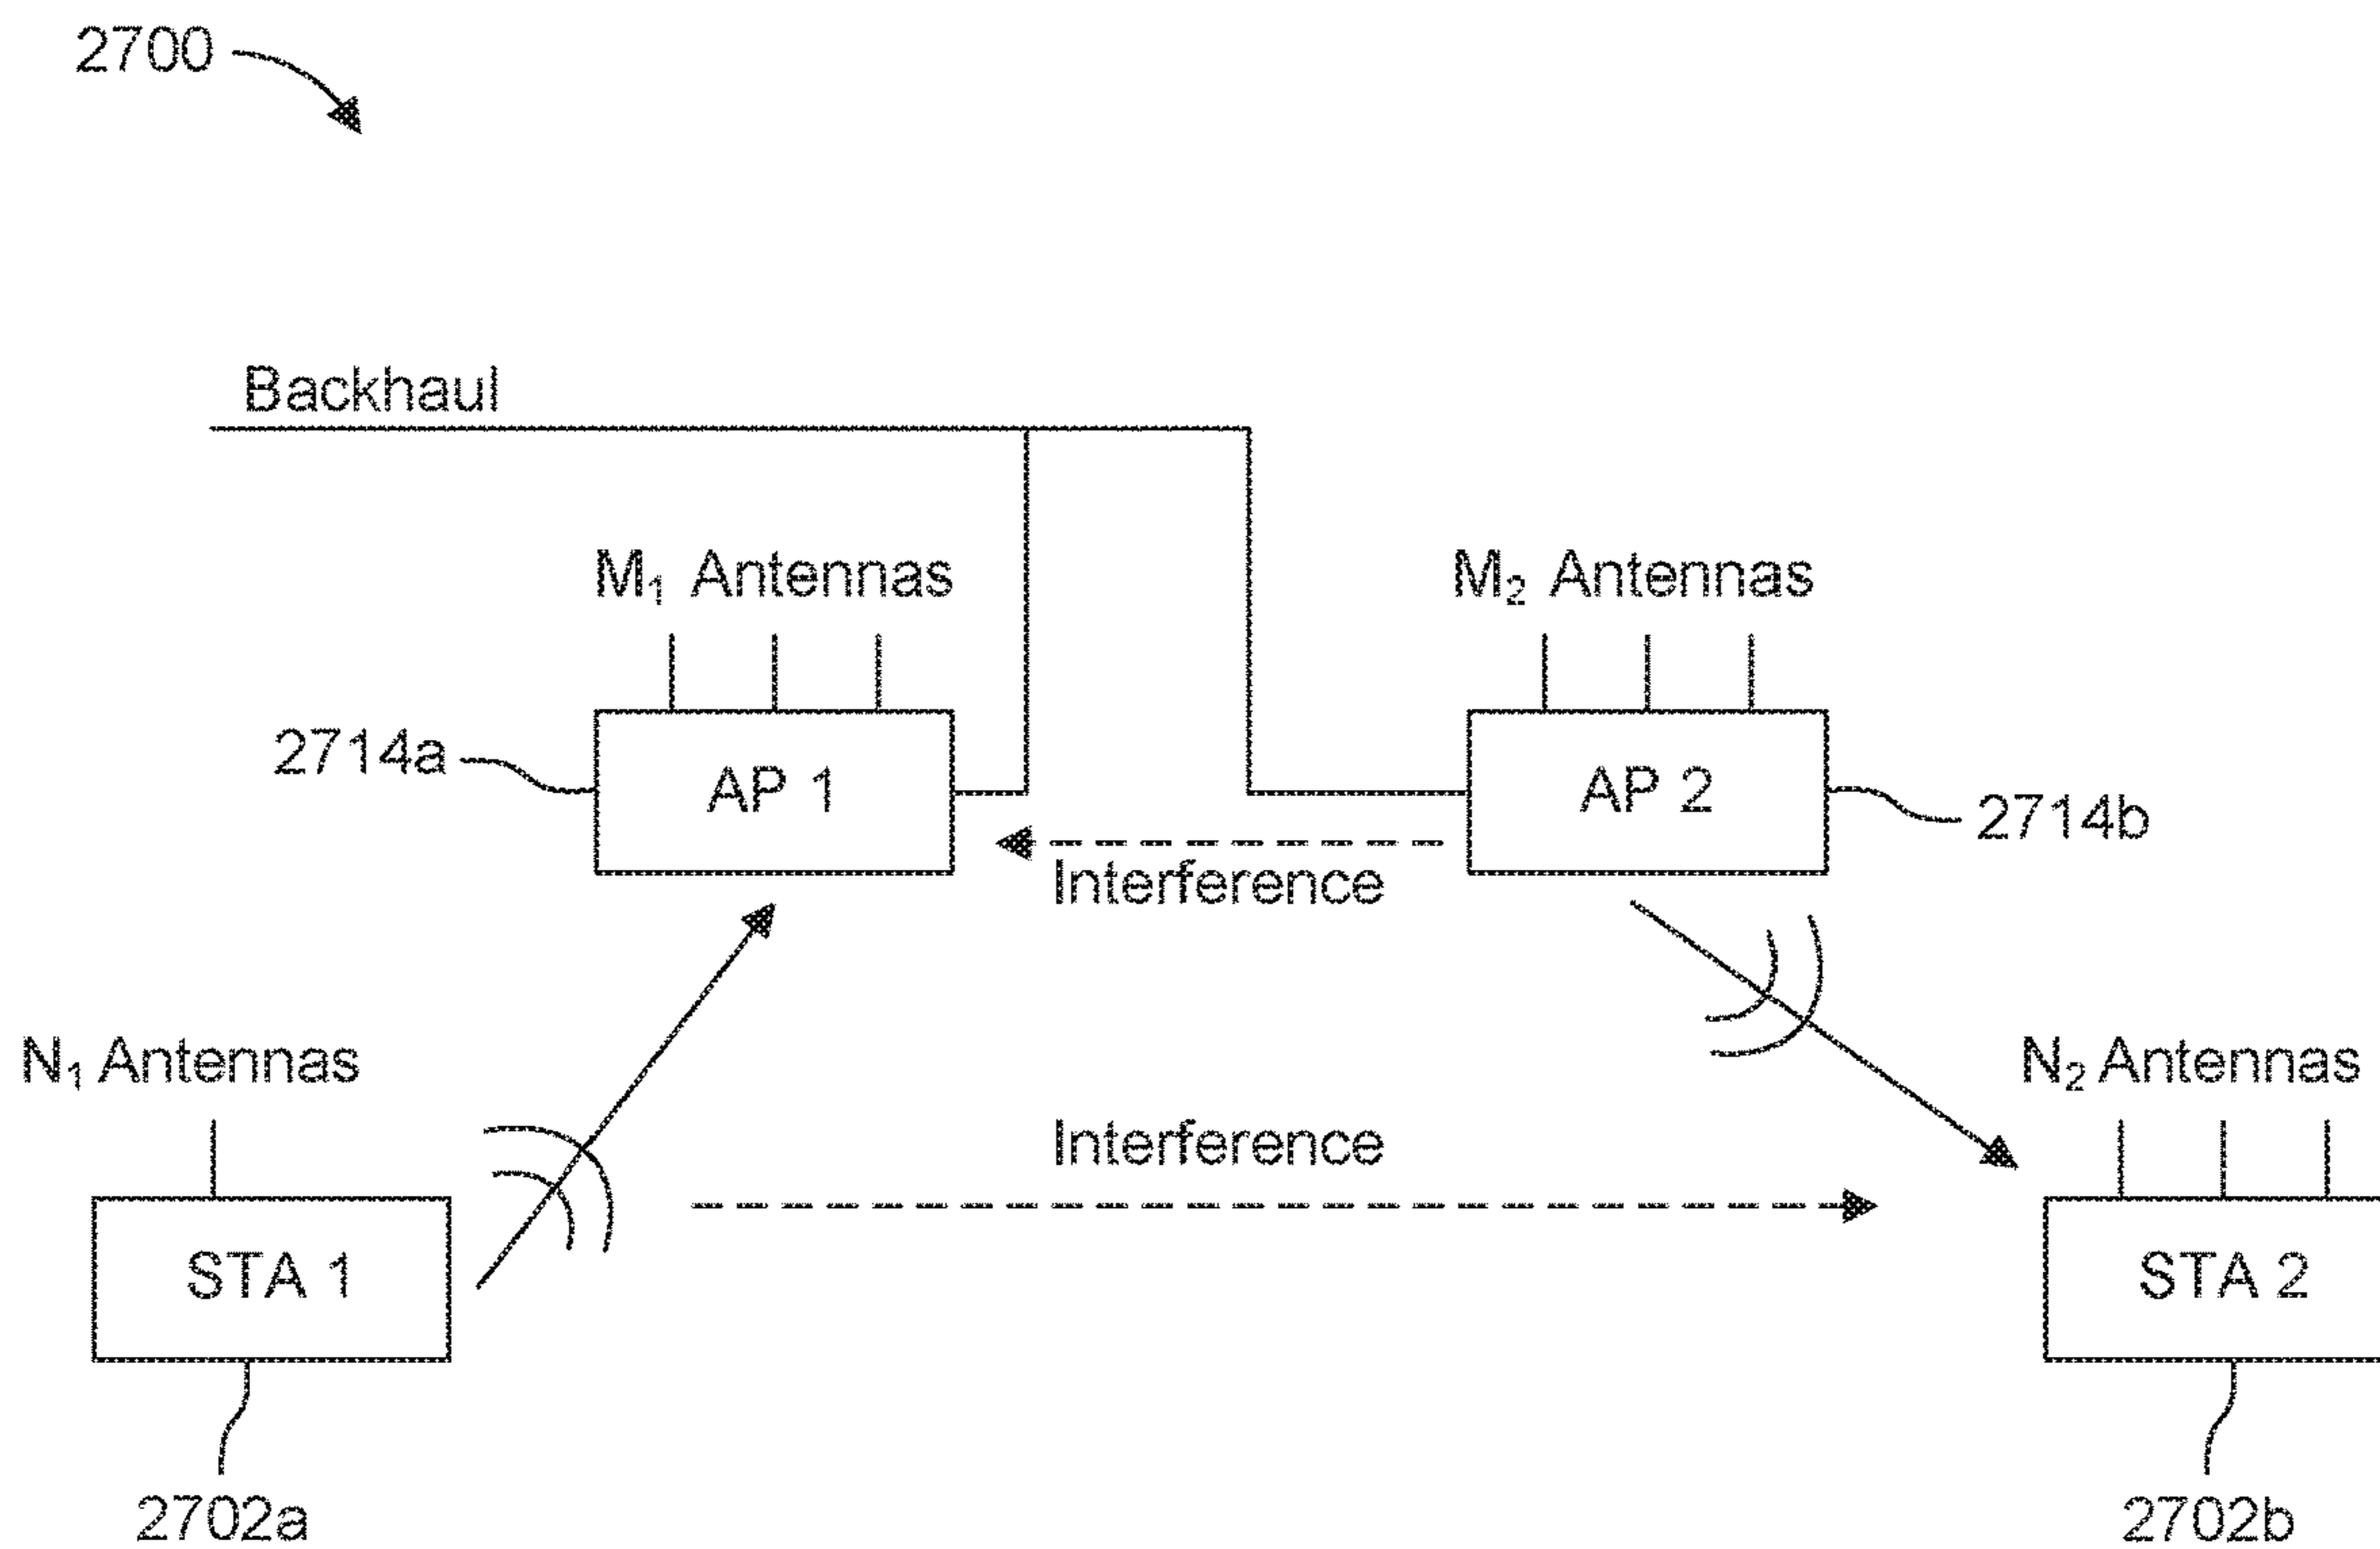 2700
Backhaul
M₁ Antennas
M₂ Antennas
2714a
AP 1
AP 2
2714b
Interference
N₁ Antennas
N₂ Antennas
Interference
STA 1
STA 2
2702a
2702b